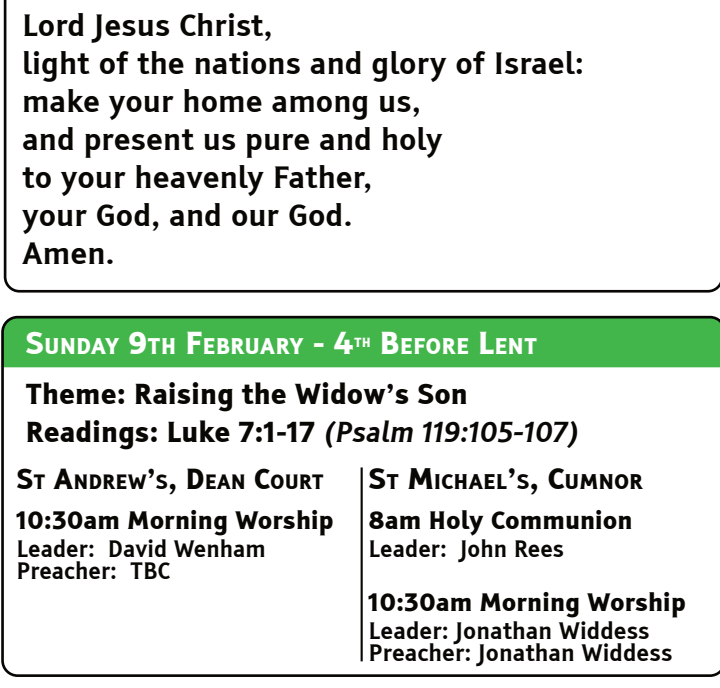 Lord Jesus Christ,
light of the nations and glory of Israel:
make your home among us,
and present us pure and holy
to your heavenly Father,
your God, and our God.
Amen.
Sunday 9th February - 4th Before Lent
Theme: Raising the Widow's Son
Readings: Luke 7:1-17 (Psalm 119:105-107)
St Andrew's, Dean Court
10:30am Morning Worship
Leader: David Wenham
Preacher: TBC
St Michael's, Cumnor
8am Holy Communion
Leader: John Rees
10:30am Morning Worship
Leader: Jonathan Widdess
Preacher: Jonathan Widdess